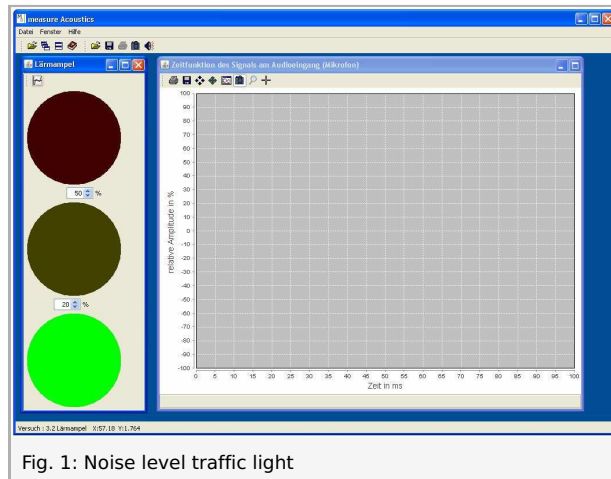 measure Acoustics
Datei Fenster Hilfe
Lärmampel
50 %
20 %
Zeitfunktion des Signals am Audioeingang (Mikrofon)
relative Amplitude in %
100
90
80
70
60
50
40
30
20
10
0
-10
-20
-30
-40
-50
-60
-70
-80
-90
-100
0 5 10 15 20 25 30 35 40 45 50 55 60 65 70 75 80 85 90 95 100
Zeit in ms
Versuch : 3.2 Lärmampel X:57.18 Y:1.764
Fig. 1: Noise level traffic light